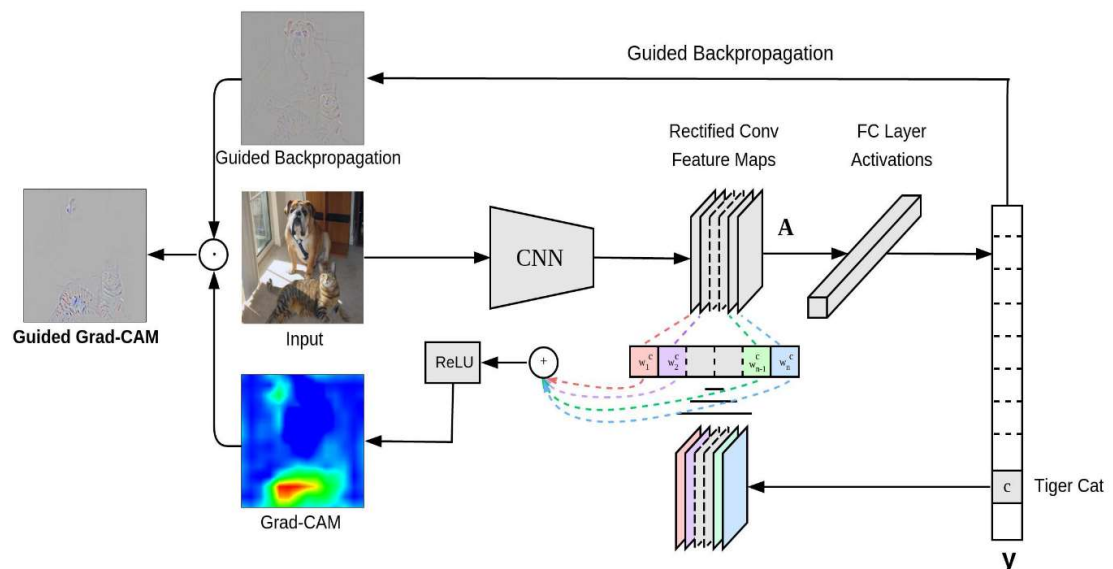 Guided Backpropagation
Rectified Conv
Feature Maps
FC Layer
Activations
Guided Backpropagation
A
CNN
Guided Grad-CAM
Input
ReLU
+
w₁ᶜ w₂ᶜ wₙ₋₁ᶜ wₙᶜ
c
Tiger Cat
Grad-CAM
y